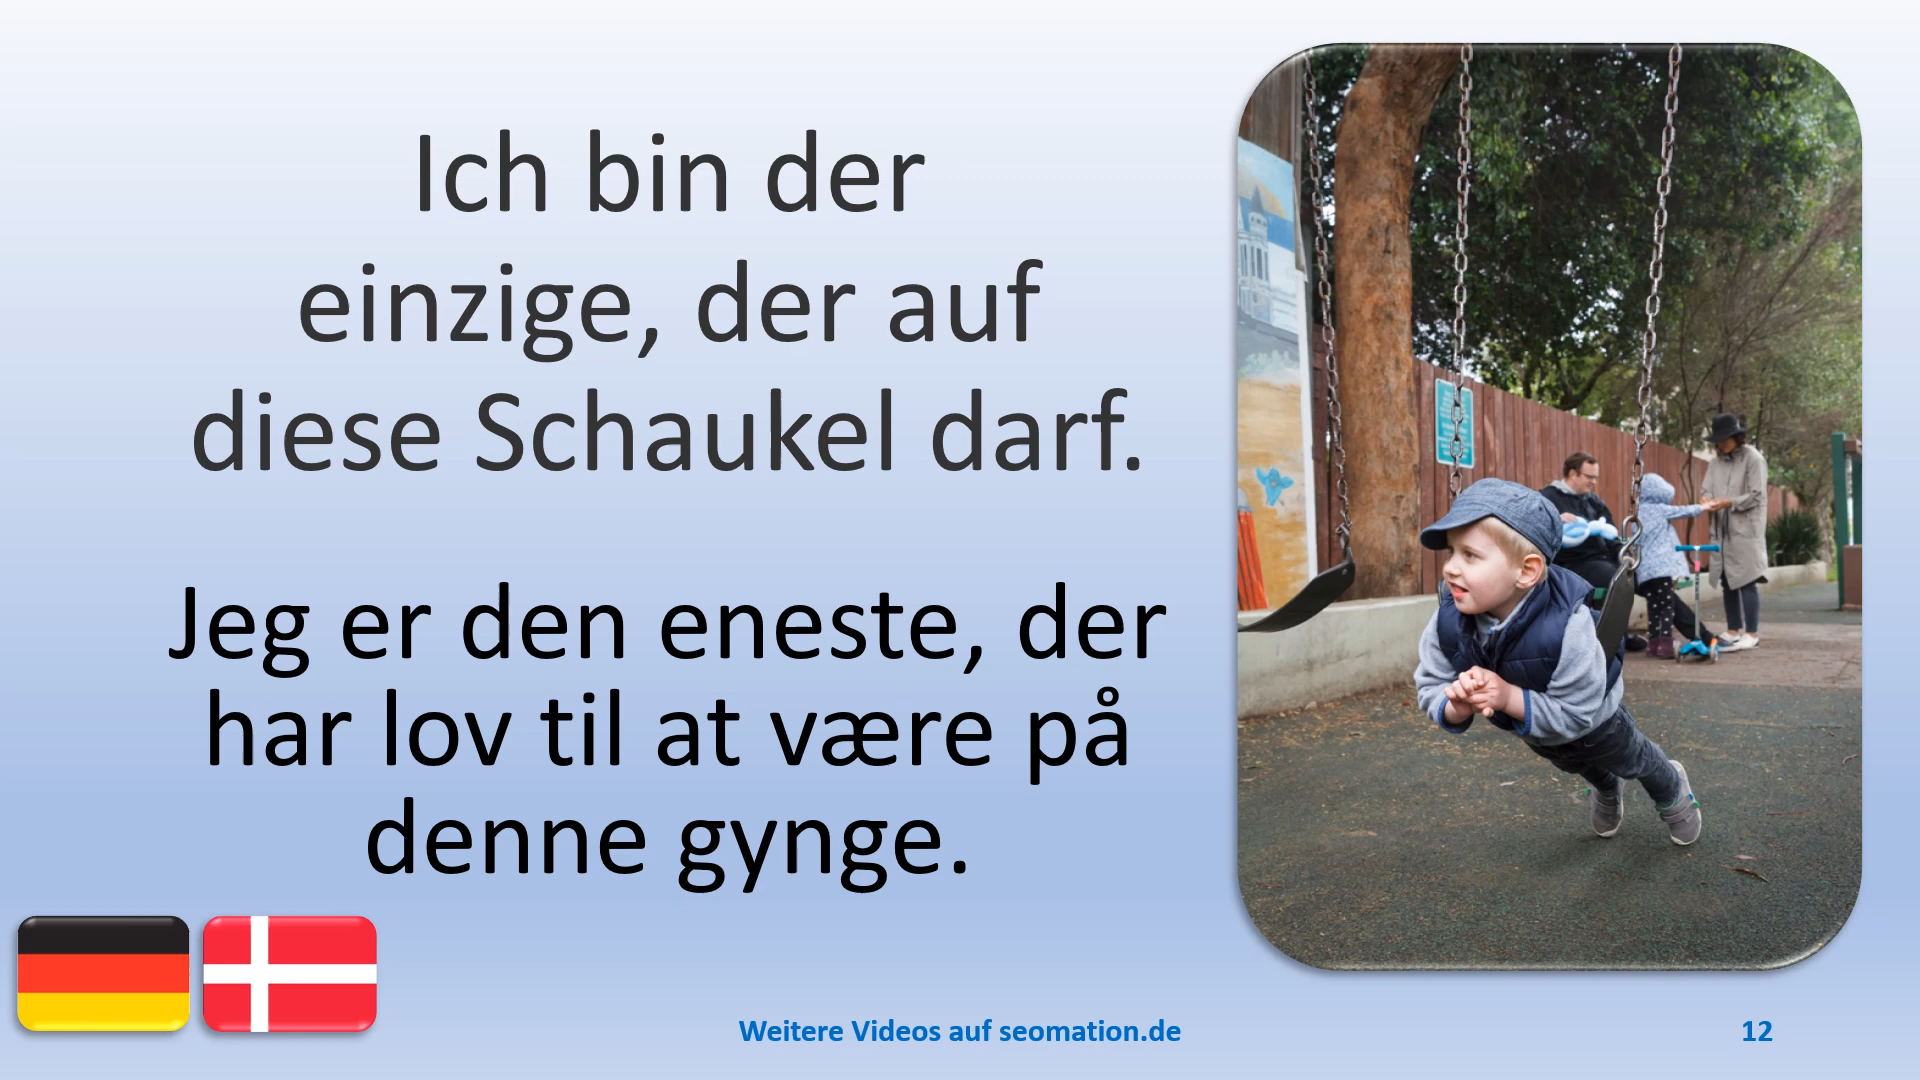 Ich bin der
einzige, der auf
diese Schaukel darf.
Jeg er den eneste, der
har lov til at være på
denne gynge.
Weitere Videos auf seomation.de
12